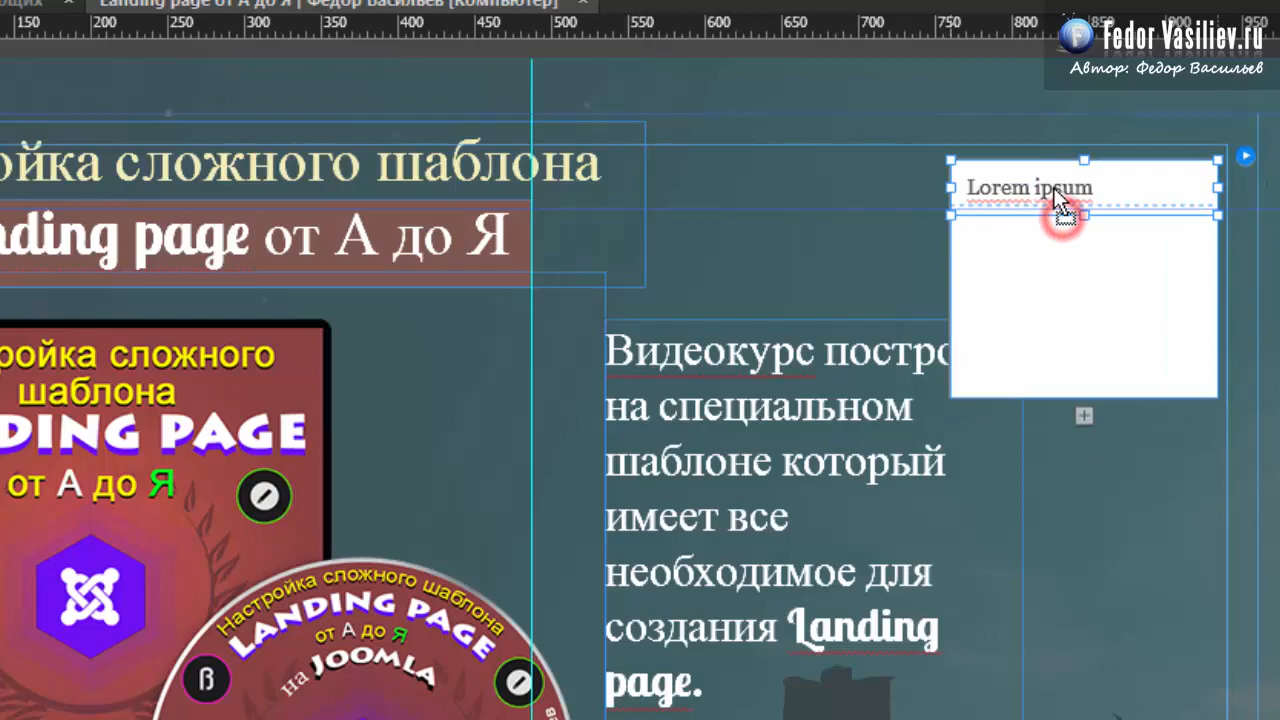 Landing page от А до Я | Федор Васильев [Компьютер]
150 200 250 300 350 400 450 500 550 600 650 700 750 800 850 900 950
Fedor Vasiliev.ru
Автор: Федор Васильев
ройка сложного шаблона
nding page от А до Я
Lorem ipsum
ройка сложного
шаблона
DING PAGE
от А до Я
Видеокурс постро
на специальном
шаблоне который
имеет все
необходимое для
создания Landing
page.
Настройка сложного шаблона
LANDING PAGE
от А до Я
на JOOMLA